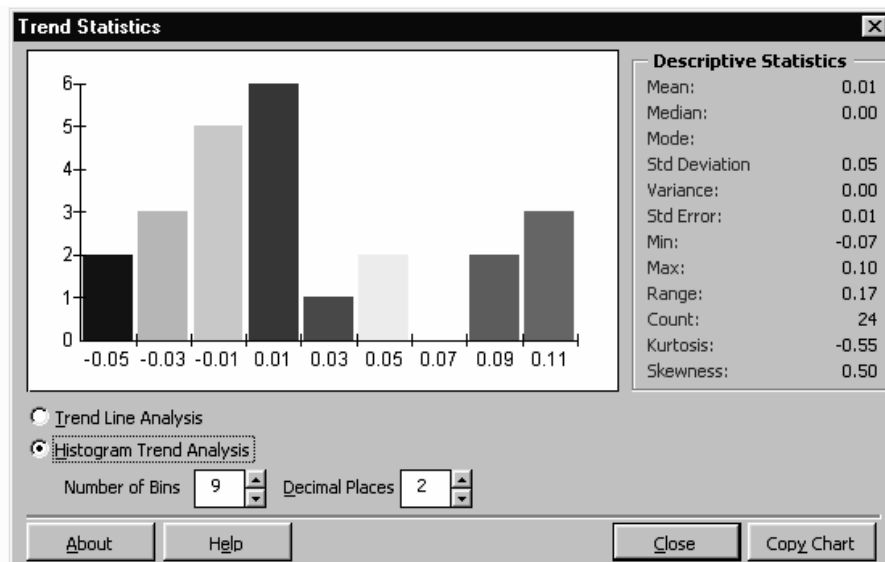 Trend Statistics
6
5
4
3
2
1
0
-0.05 -0.03 -0.01 0.01 0.03 0.05 0.07 0.09 0.11
Descriptive Statistics
Mean: 0.01
Median: 0.00
Mode:
Std Deviation 0.05
Variance: 0.00
Std Error: 0.01
Min: -0.07
Max: 0.10
Range: 0.17
Count: 24
Kurtosis: -0.55
Skewness: 0.50
Trend Line Analysis
Histogram Trend Analysis
Number of Bins 9 Decimal Places 2
About Help Close Copy Chart